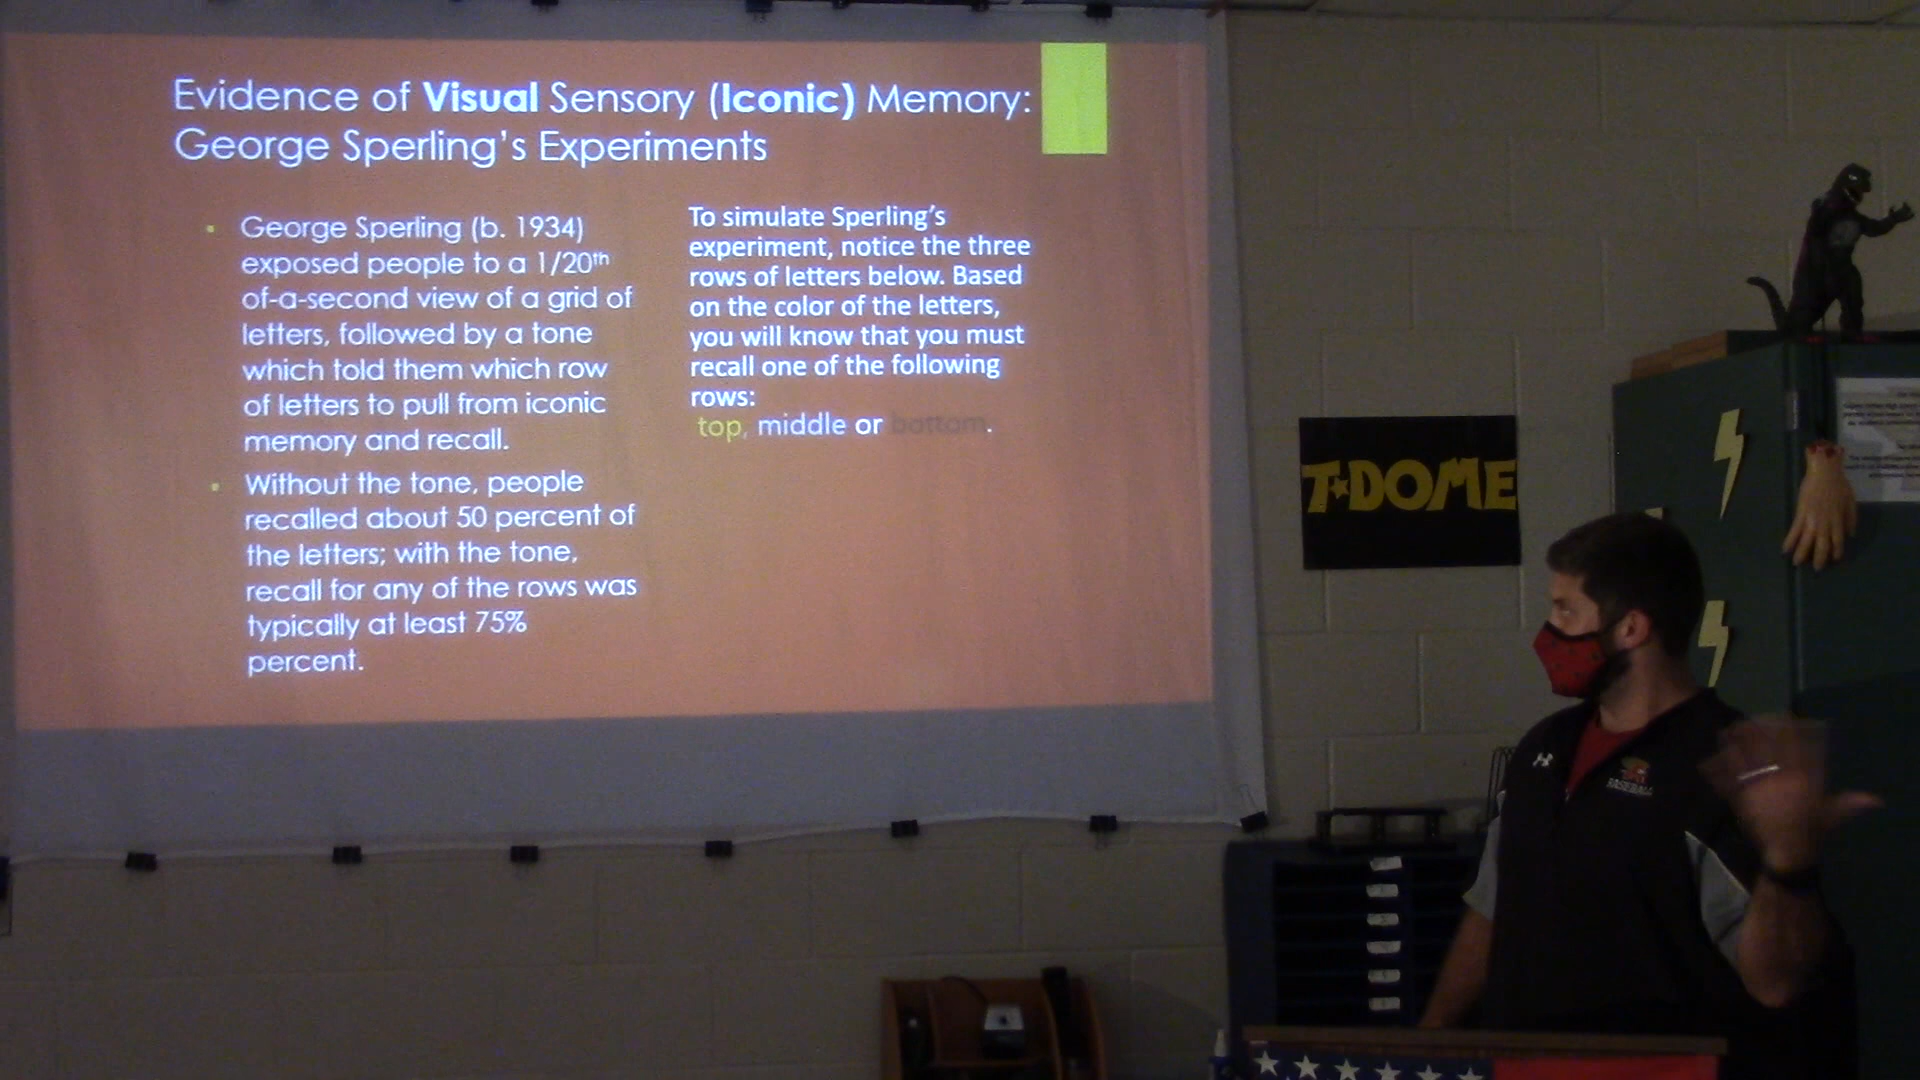 Evidence of Visual Sensory (Iconic) Memory:
George Sperling's Experiments
George Sperling (b. 1934)
exposed people to a 1/20th
of-a-second view of a grid of
letters, followed by a tone
which told them which row
of letters to pull from iconic
memory and recall.
Without the tone, people
recalled about 50 percent of
the letters; with the tone,
recall for any of the rows was
typically at least 75%
percent.
To simulate Sperling's
experiment, notice the three
rows of letters below. Based
on the color of the letters,
you will know that you must
recall one of the following
rows:
top, middle or bottom.
T★DOME
BASEBALL